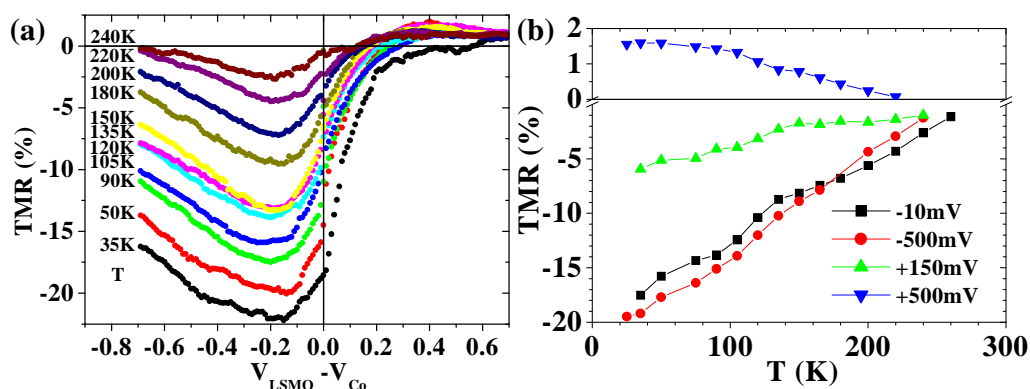 (a)
TMR (%)
0
-5
-10
-15
-20
240K
220K
200K
180K
150K
135K
120K
105K
90K
50K
35K
T
-0.8 -0.6 -0.4 -0.2 0.0 0.2 0.4 0.6
V_LSMO -V_Co
(b)
TMR (%)
2
1
0
-5
-10
-15
-20
-10mV
-500mV
+150mV
+500mV
0 100 200 300
T (K)